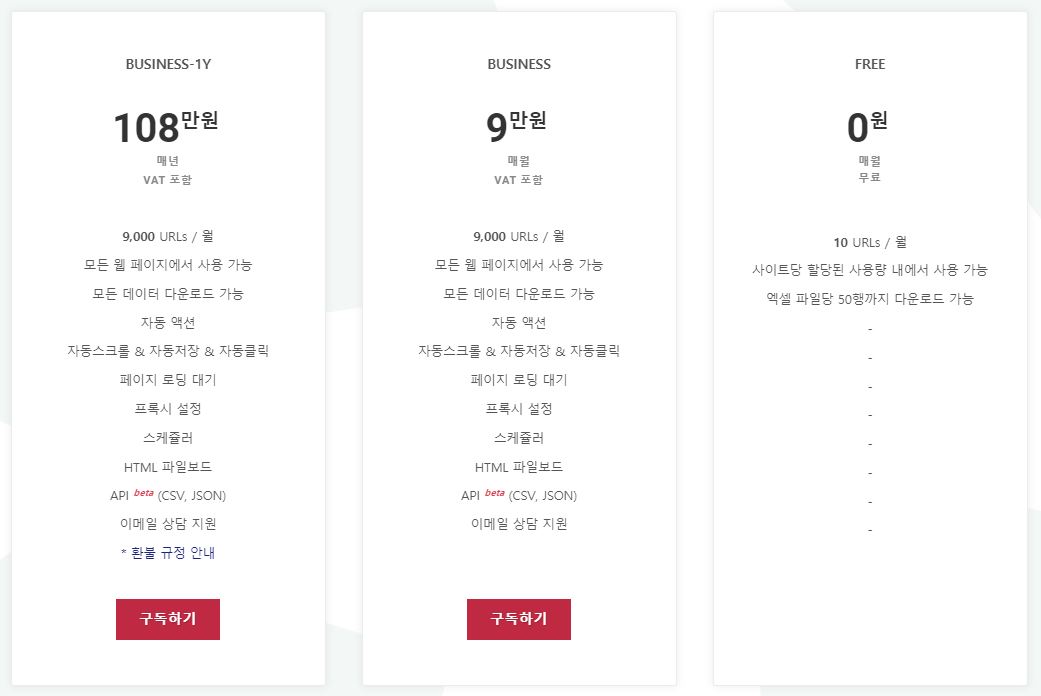 BUSINESS-1Y
108만원
매년
VAT 포함
9,000 URLs / 월
모든 웹 페이지에서 사용 가능
모든 데이터 다운로드 가능
자동 액션
자동스크롤 & 자동저장 & 자동클릭
페이지 로딩 대기
프록시 설정
스케쥴러
HTML 파일보드
API beta (CSV, JSON)
이메일 상담 지원
* 환불 규정 안내
구독하기
BUSINESS
9만원
매월
VAT 포함
9,000 URLs / 월
모든 웹 페이지에서 사용 가능
모든 데이터 다운로드 가능
자동 액션
자동스크롤 & 자동저장 & 자동클릭
페이지 로딩 대기
프록시 설정
스케쥴러
HTML 파일보드
API beta (CSV, JSON)
이메일 상담 지원
구독하기
FREE
0원
매월
무료
10 URLs / 월
사이트당 할당된 사용량 내에서 사용 가능
엑셀 파일당 50행까지 다운로드 가능
-
-
-
-
-
-
-
-